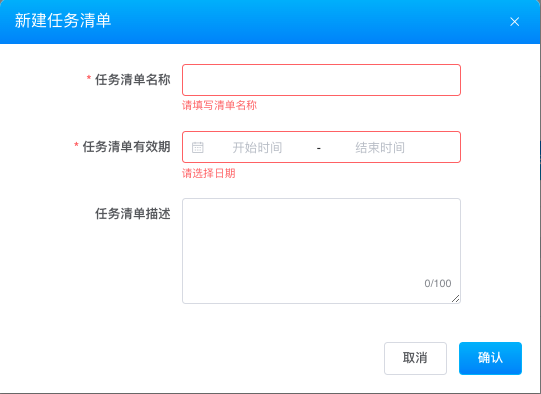 新建任务清单
* 任务清单名称
请填写清单名称
* 任务清单有效期 开始时间 - 结束时间
请选择日期
任务清单描述
0/100
取消 确认